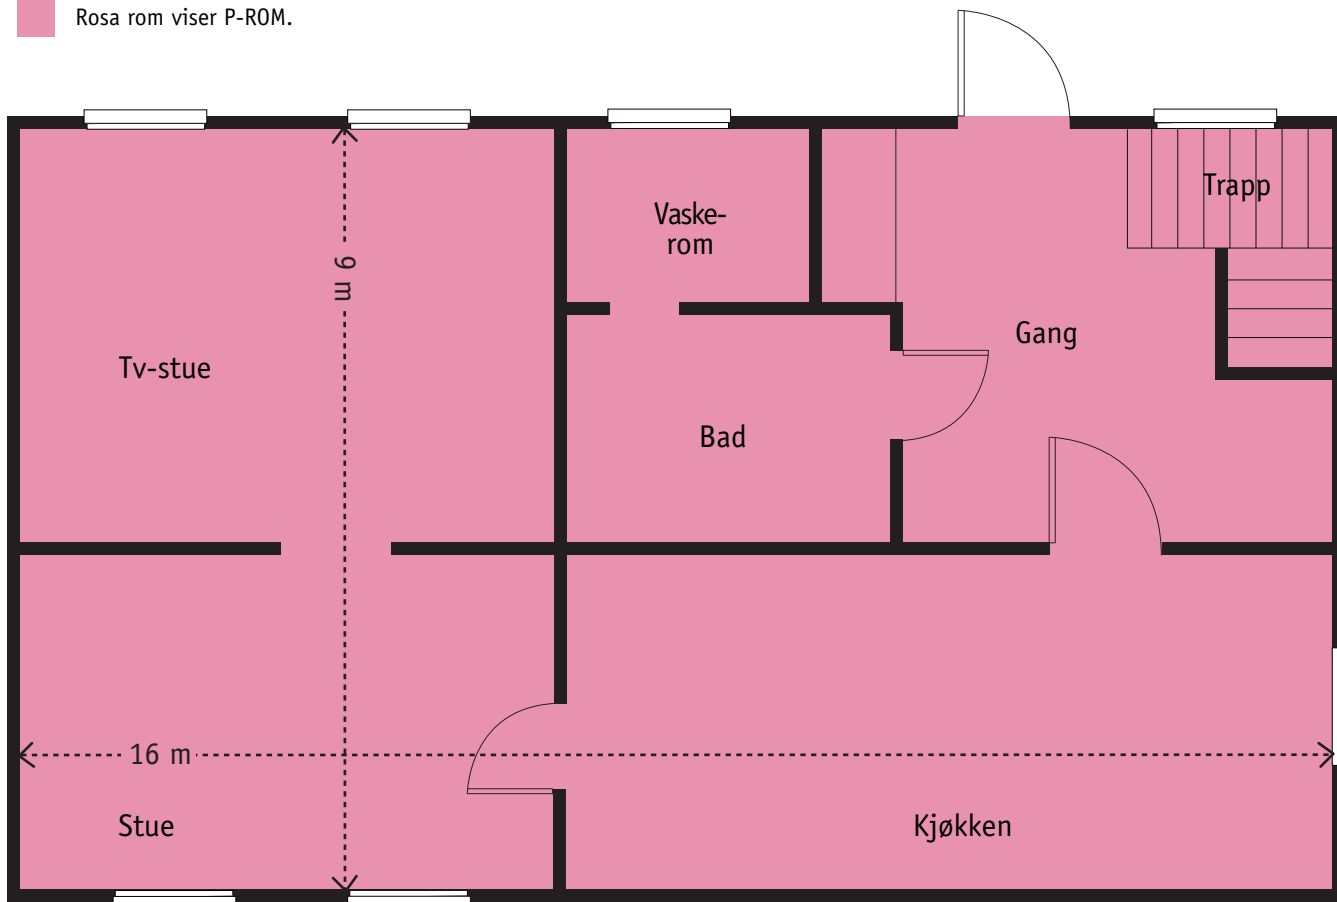 Rosa rom viser P-ROM.
Trapp
Vaske-
rom
9 m
Gang
Tv-stue
Bad
16 m
Stue
Kjøkken